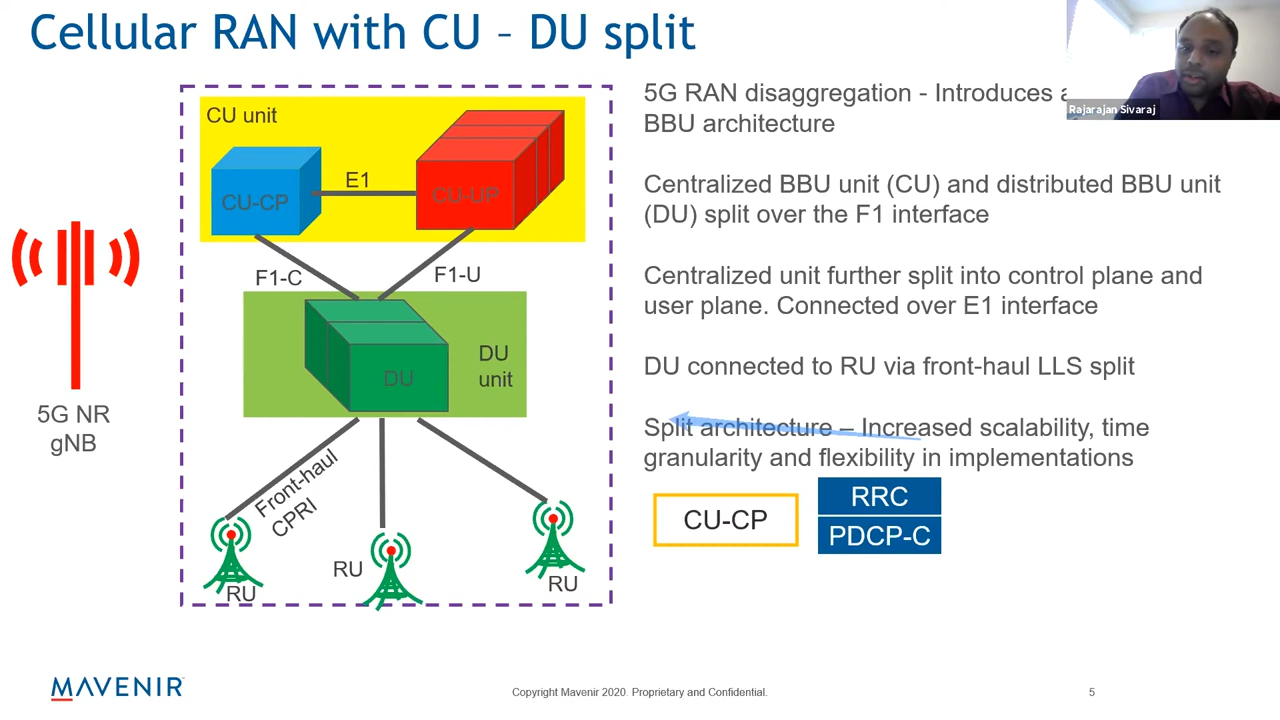 Cellular RAN with CU – DU split
Rajarajan Sivaraj
5G RAN disaggregation - Introduces
BBU architecture
Centralized BBU unit (CU) and distributed BBU unit
(DU) split over the F1 interface
Centralized unit further split into control plane and
user plane. Connected over E1 interface
DU connected to RU via front-haul LLS split
Split architecture – Increased scalability, time
granularity and flexibility in implementations
CU-CP
RRC
PDCP-C
CU unit
CU-CP
E1
CU-UP
F1-C
F1-U
DU
DU
unit
Front-haul
CPRI
RU
RU
RU
5G NR
gNB
MAVENIR
Copyright Mavenir 2020. Proprietary and Confidential.
5